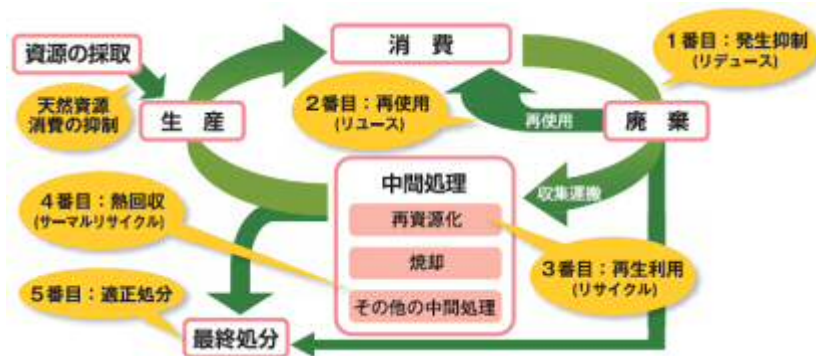 資源の採取
天然資源
消費の抑制
生産
消費
1番目：発生抑制
(リデュース)
2番目：再使用
(リユース)
再使用
廃棄
収集運搬
中間処理
再資源化
焼却
その他の中間処理
3番目：再生利用
(リサイクル)
4番目：熱回収
(サーマルリサイクル)
5番目：適正処分
最終処分